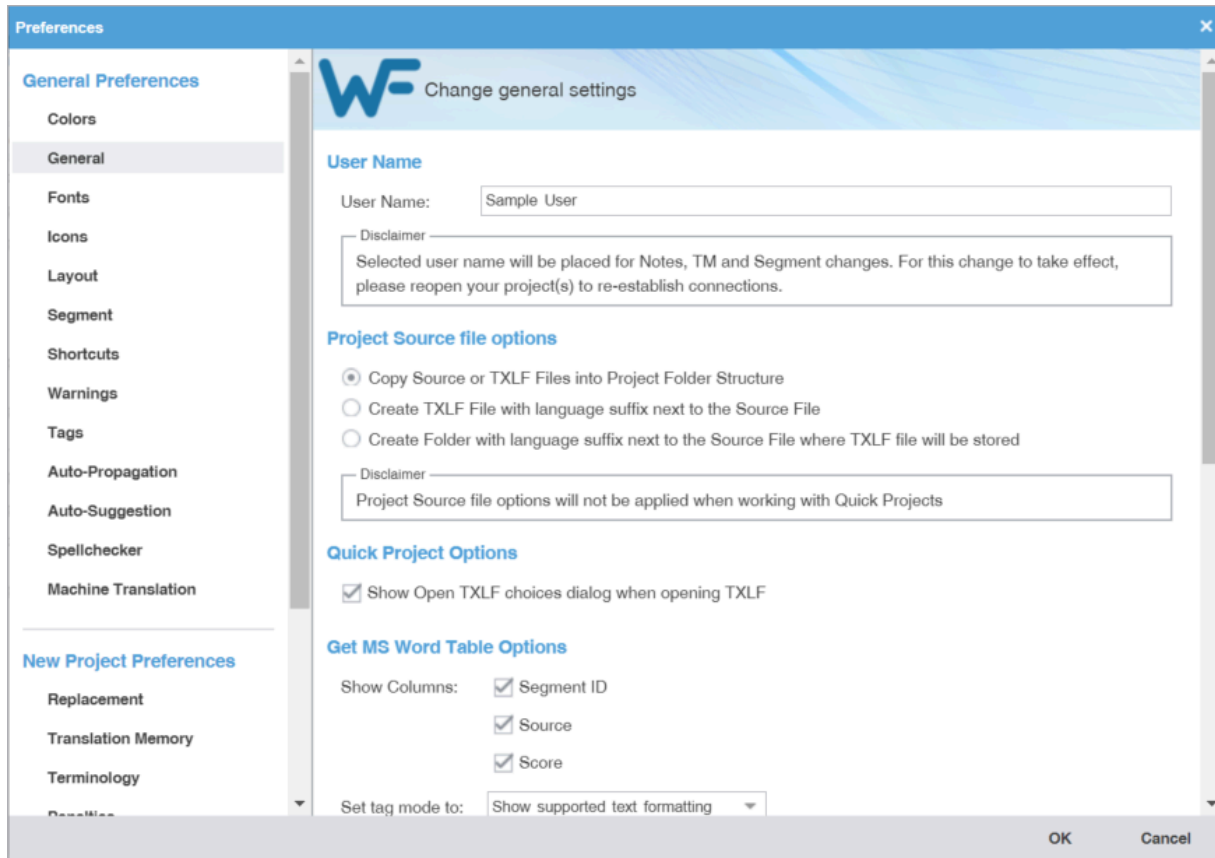 Preferences
General Preferences
Colors
General
Fonts
Icons
Layout
Segment
Shortcuts
Warnings
Tags
Auto-Propagation
Auto-Suggestion
Spellchecker
Machine Translation
New Project Preferences
Replacement
Translation Memory
Terminology
Penalties
WF
Change general settings
User Name
User Name: Sample User
Disclaimer
Selected user name will be placed for Notes, TM and Segment changes. For this change to take effect,
please reopen your project(s) to re-establish connections.
Project Source file options
Copy Source or TXLF Files into Project Folder Structure
Create TXLF File with language suffix next to the Source File
Create Folder with language suffix next to the Source File where TXLF file will be stored
Disclaimer
Project Source file options will not be applied when working with Quick Projects
Quick Project Options
Show Open TXLF choices dialog when opening TXLF
Get MS Word Table Options
Show Columns: Segment ID
Source
Score
Set tag mode to: Show supported text formatting
OK Cancel